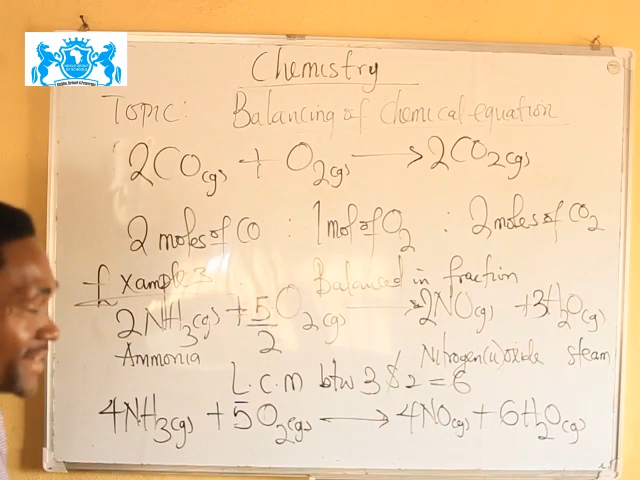 Chemistry
Topic: Balancing of chemical equation
2CO(g) + O2(g) → 2CO2(g)
2 moles of CO : 1 mol of O2 : 2 moles of CO2
Example 3 : Balanced in fraction
2NH3(g) + 5/2 O2(g) → 2NO(g) + 3H2O(g)
Ammonia Nitrogen(ii)oxide steam
L.C.M btw 3 & 2 = 6
4NH3(g) + 5O2(g) → 4NO(g) + 6H2O(g)